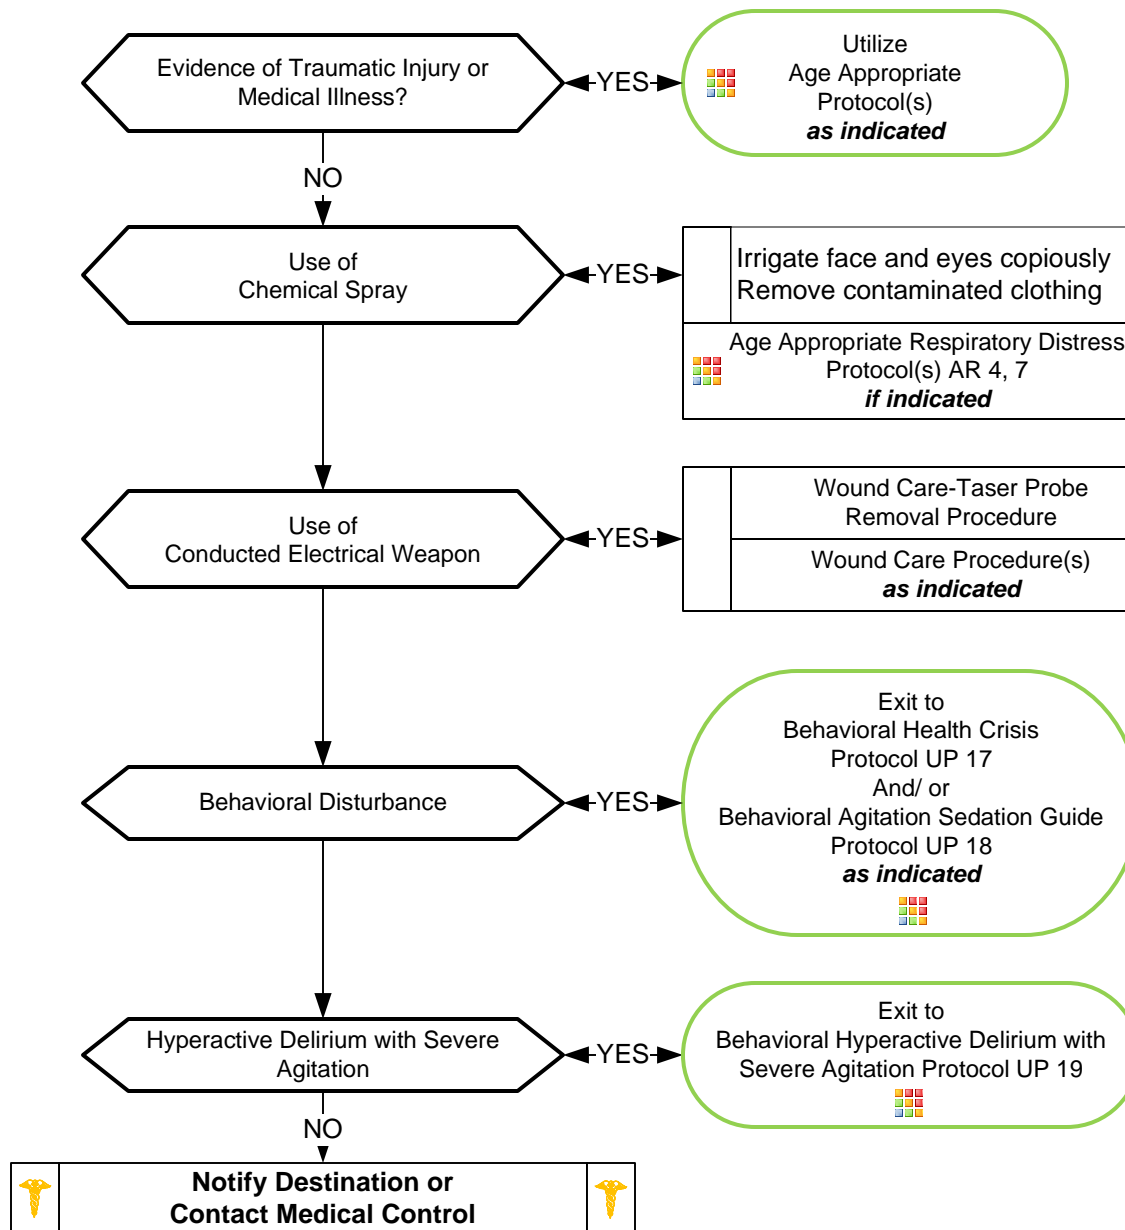 Evidence of Traumatic Injury or
Medical Illness?
YES
Utilize
Age Appropriate
Protocol(s)
as indicated
NO
Use of
Chemical Spray
YES
Irrigate face and eyes copiously
Remove contaminated clothing
Age Appropriate Respiratory Distress
Protocol(s) AR 4, 7
if indicated
Use of
Conducted Electrical Weapon
YES
Wound Care-Taser Probe
Removal Procedure
Wound Care Procedure(s)
as indicated
Behavioral Disturbance
YES
Exit to
Behavioral Health Crisis
Protocol UP 17
And/ or
Behavioral Agitation Sedation Guide
Protocol UP 18
as indicated
Hyperactive Delirium with Severe
Agitation
YES
Exit to
Behavioral Hyperactive Delirium with
Severe Agitation Protocol UP 19
NO
Notify Destination or
Contact Medical Control